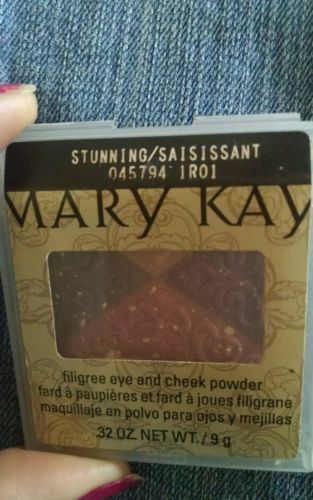 STUNNING/SAISISSANT
045794 IR01
MARY KAY
filigree eye and cheek powder
fard à paupières et fard à joues filigrane
maquillaje en polvo para ojos y mejillas
.32 OZ. NET WT. / 9 g